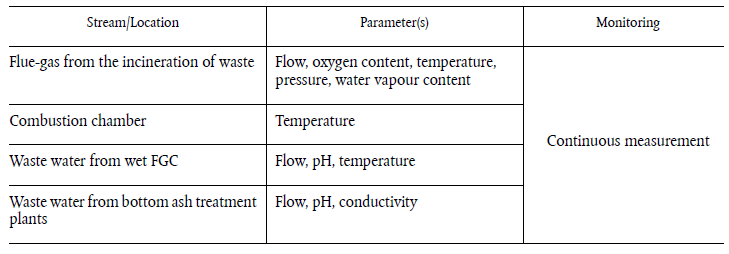 Stream/Location Parameter(s) Monitoring
Flue-gas from the incineration of waste Flow, oxygen content, temperature,
pressure, water vapour content
Combustion chamber Temperature
Continuous measurement
Waste water from wet FGC Flow, pH, temperature
Waste water from bottom ash treatment Flow, pH, conductivity
plants